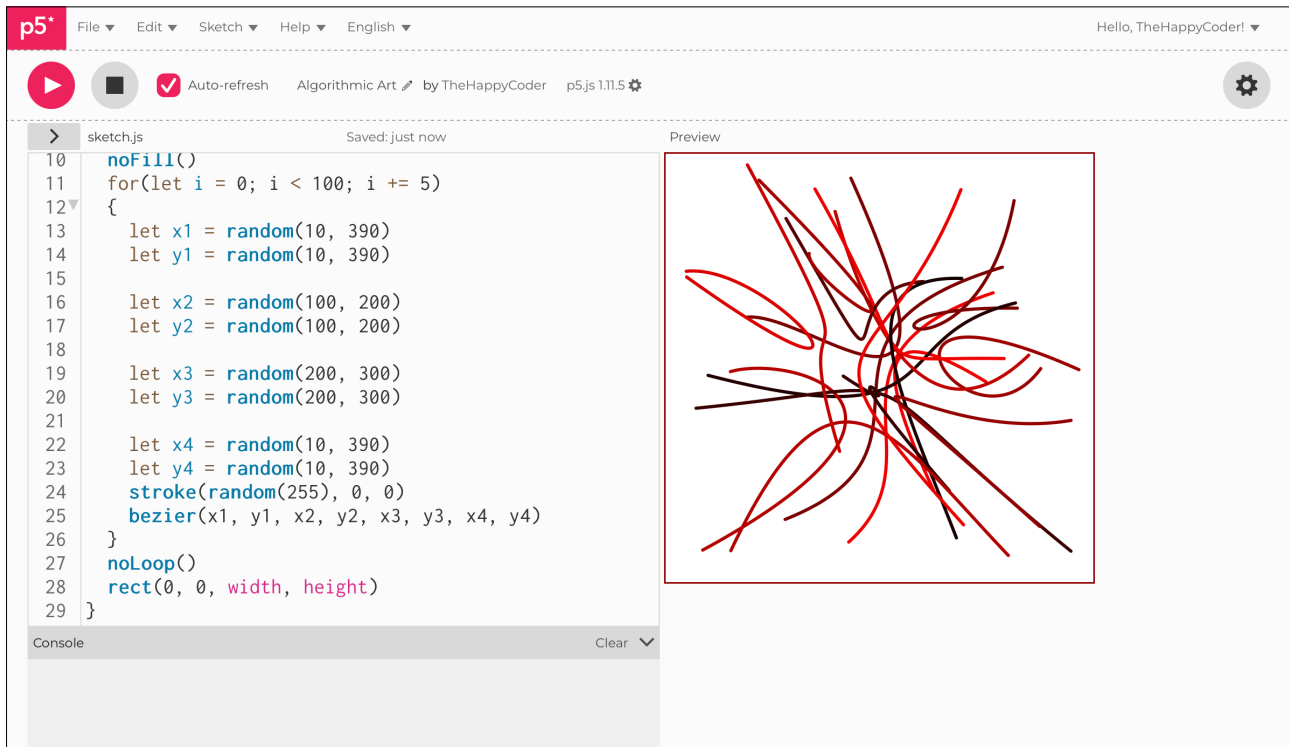 p5* File Edit Sketch Help English Hello, TheHappyCoder!
Auto-refresh Algorithmic Art by TheHappyCoder p5.js 1.11.5
sketch.js Saved: just now Preview
10 noFill()
11 for(let i = 0; i < 100; i += 5)
12 {
13 let x1 = random(10, 390)
14 let y1 = random(10, 390)
15
16 let x2 = random(100, 200)
17 let y2 = random(100, 200)
18
19 let x3 = random(200, 300)
20 let y3 = random(200, 300)
21
22 let x4 = random(10, 390)
23 let y4 = random(10, 390)
24 stroke(random(255), 0, 0)
25 bezier(x1, y1, x2, y2, x3, y3, x4, y4)
26 }
27 noLoop()
28 rect(0, 0, width, height)
29 }
Console Clear